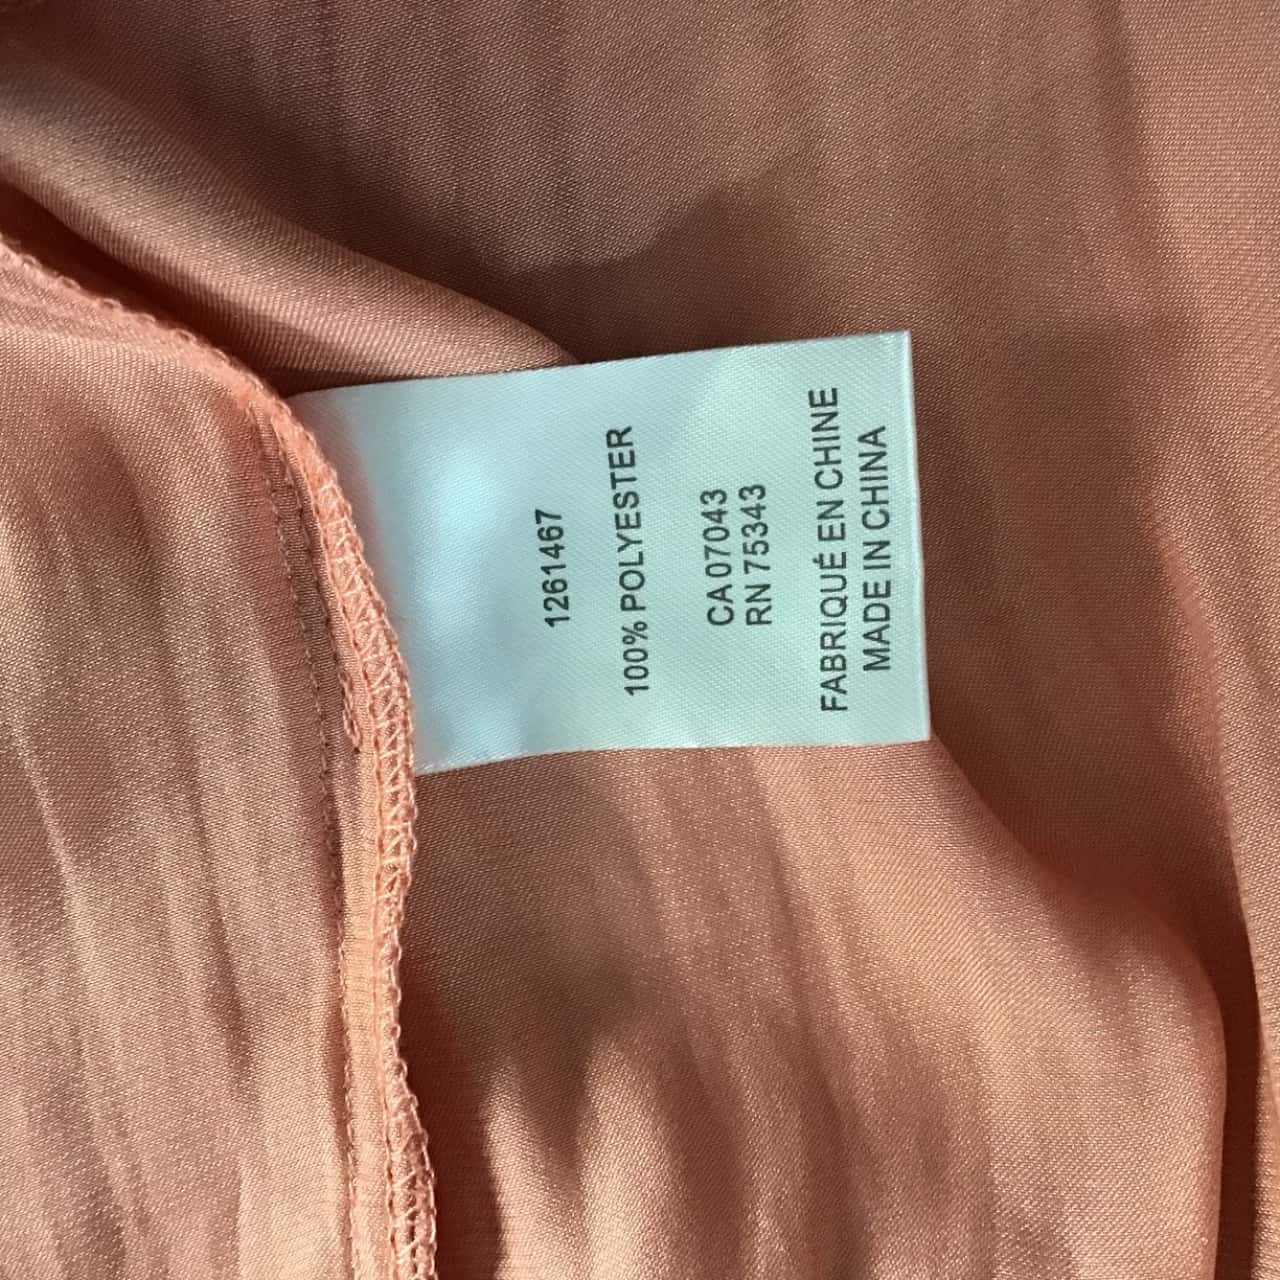 1261467
100% POLYESTER
CA 07043
RN 75343
FABRIQUÉ EN CHINE
MADE IN CHINA